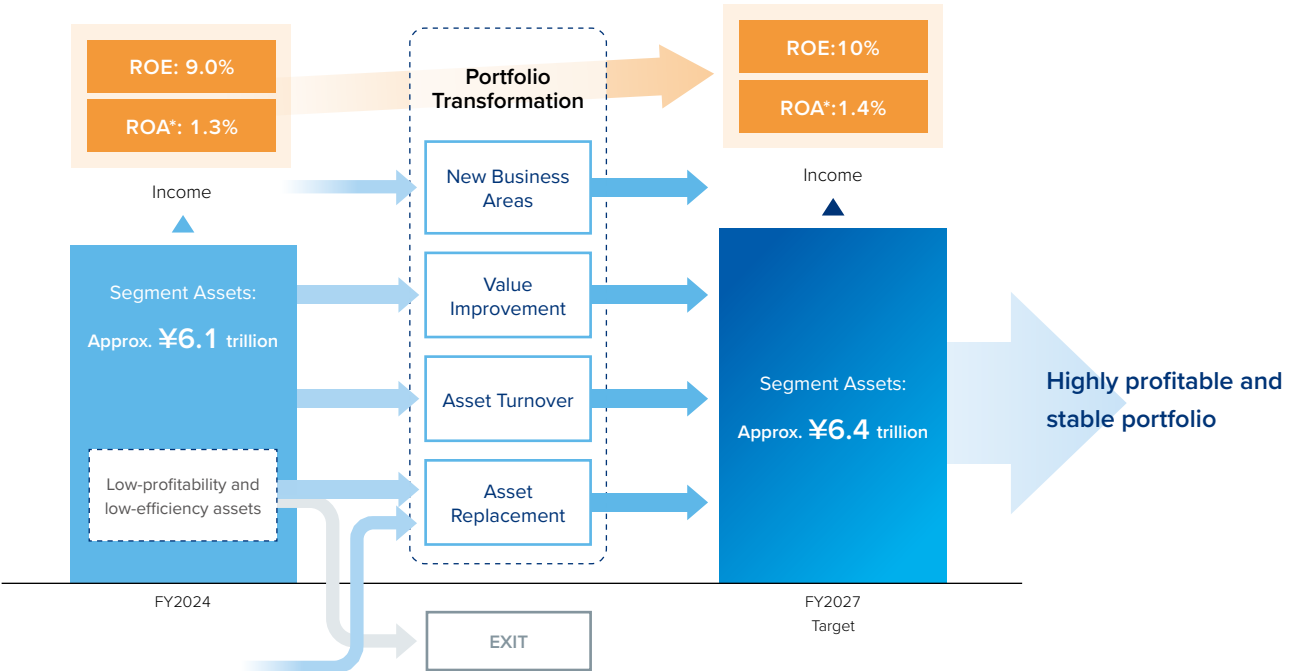 ROE: 9.0%
ROA*: 1.3%
Income
Segment Assets:
Approx. ¥6.1 trillion
Low-profitability and
low-efficiency assets
FY2024
Portfolio
Transformation
New Business
Areas
Value
Improvement
Asset Turnover
Asset
Replacement
EXIT
ROE:10%
ROA*:1.4%
Income
Segment Assets:
Approx. ¥6.4 trillion
FY2027
Target
Highly profitable and
stable portfolio